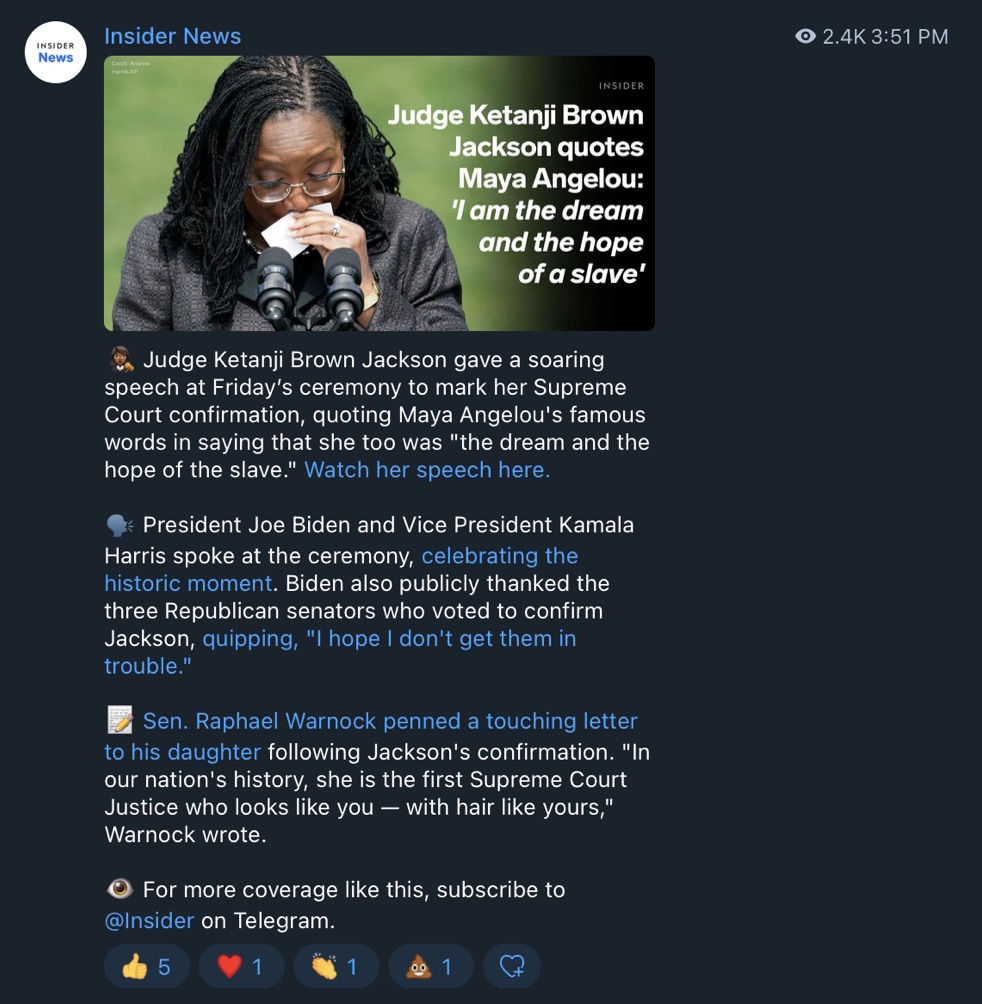 INSIDER
News
Insider News
2.4K 3:51 PM
Credit: Andrew
Harnik/AP
INSIDER
Judge Ketanji Brown
Jackson quotes
Maya Angelou:
'I am the dream
and the hope
of a slave'
Judge Ketanji Brown Jackson gave a soaring
speech at Friday’s ceremony to mark her Supreme
Court confirmation, quoting Maya Angelou's famous
words in saying that she too was "the dream and the
hope of the slave." Watch her speech here.
President Joe Biden and Vice President Kamala
Harris spoke at the ceremony, celebrating the
historic moment. Biden also publicly thanked the
three Republican senators who voted to confirm
Jackson, quipping, "I hope I don't get them in
trouble."
Sen. Raphael Warnock penned a touching letter
to his daughter following Jackson's confirmation. "In
our nation's history, she is the first Supreme Court
Justice who looks like you — with hair like yours,"
Warnock wrote.
For more coverage like this, subscribe to
@Insider on Telegram.
5 1 1 1